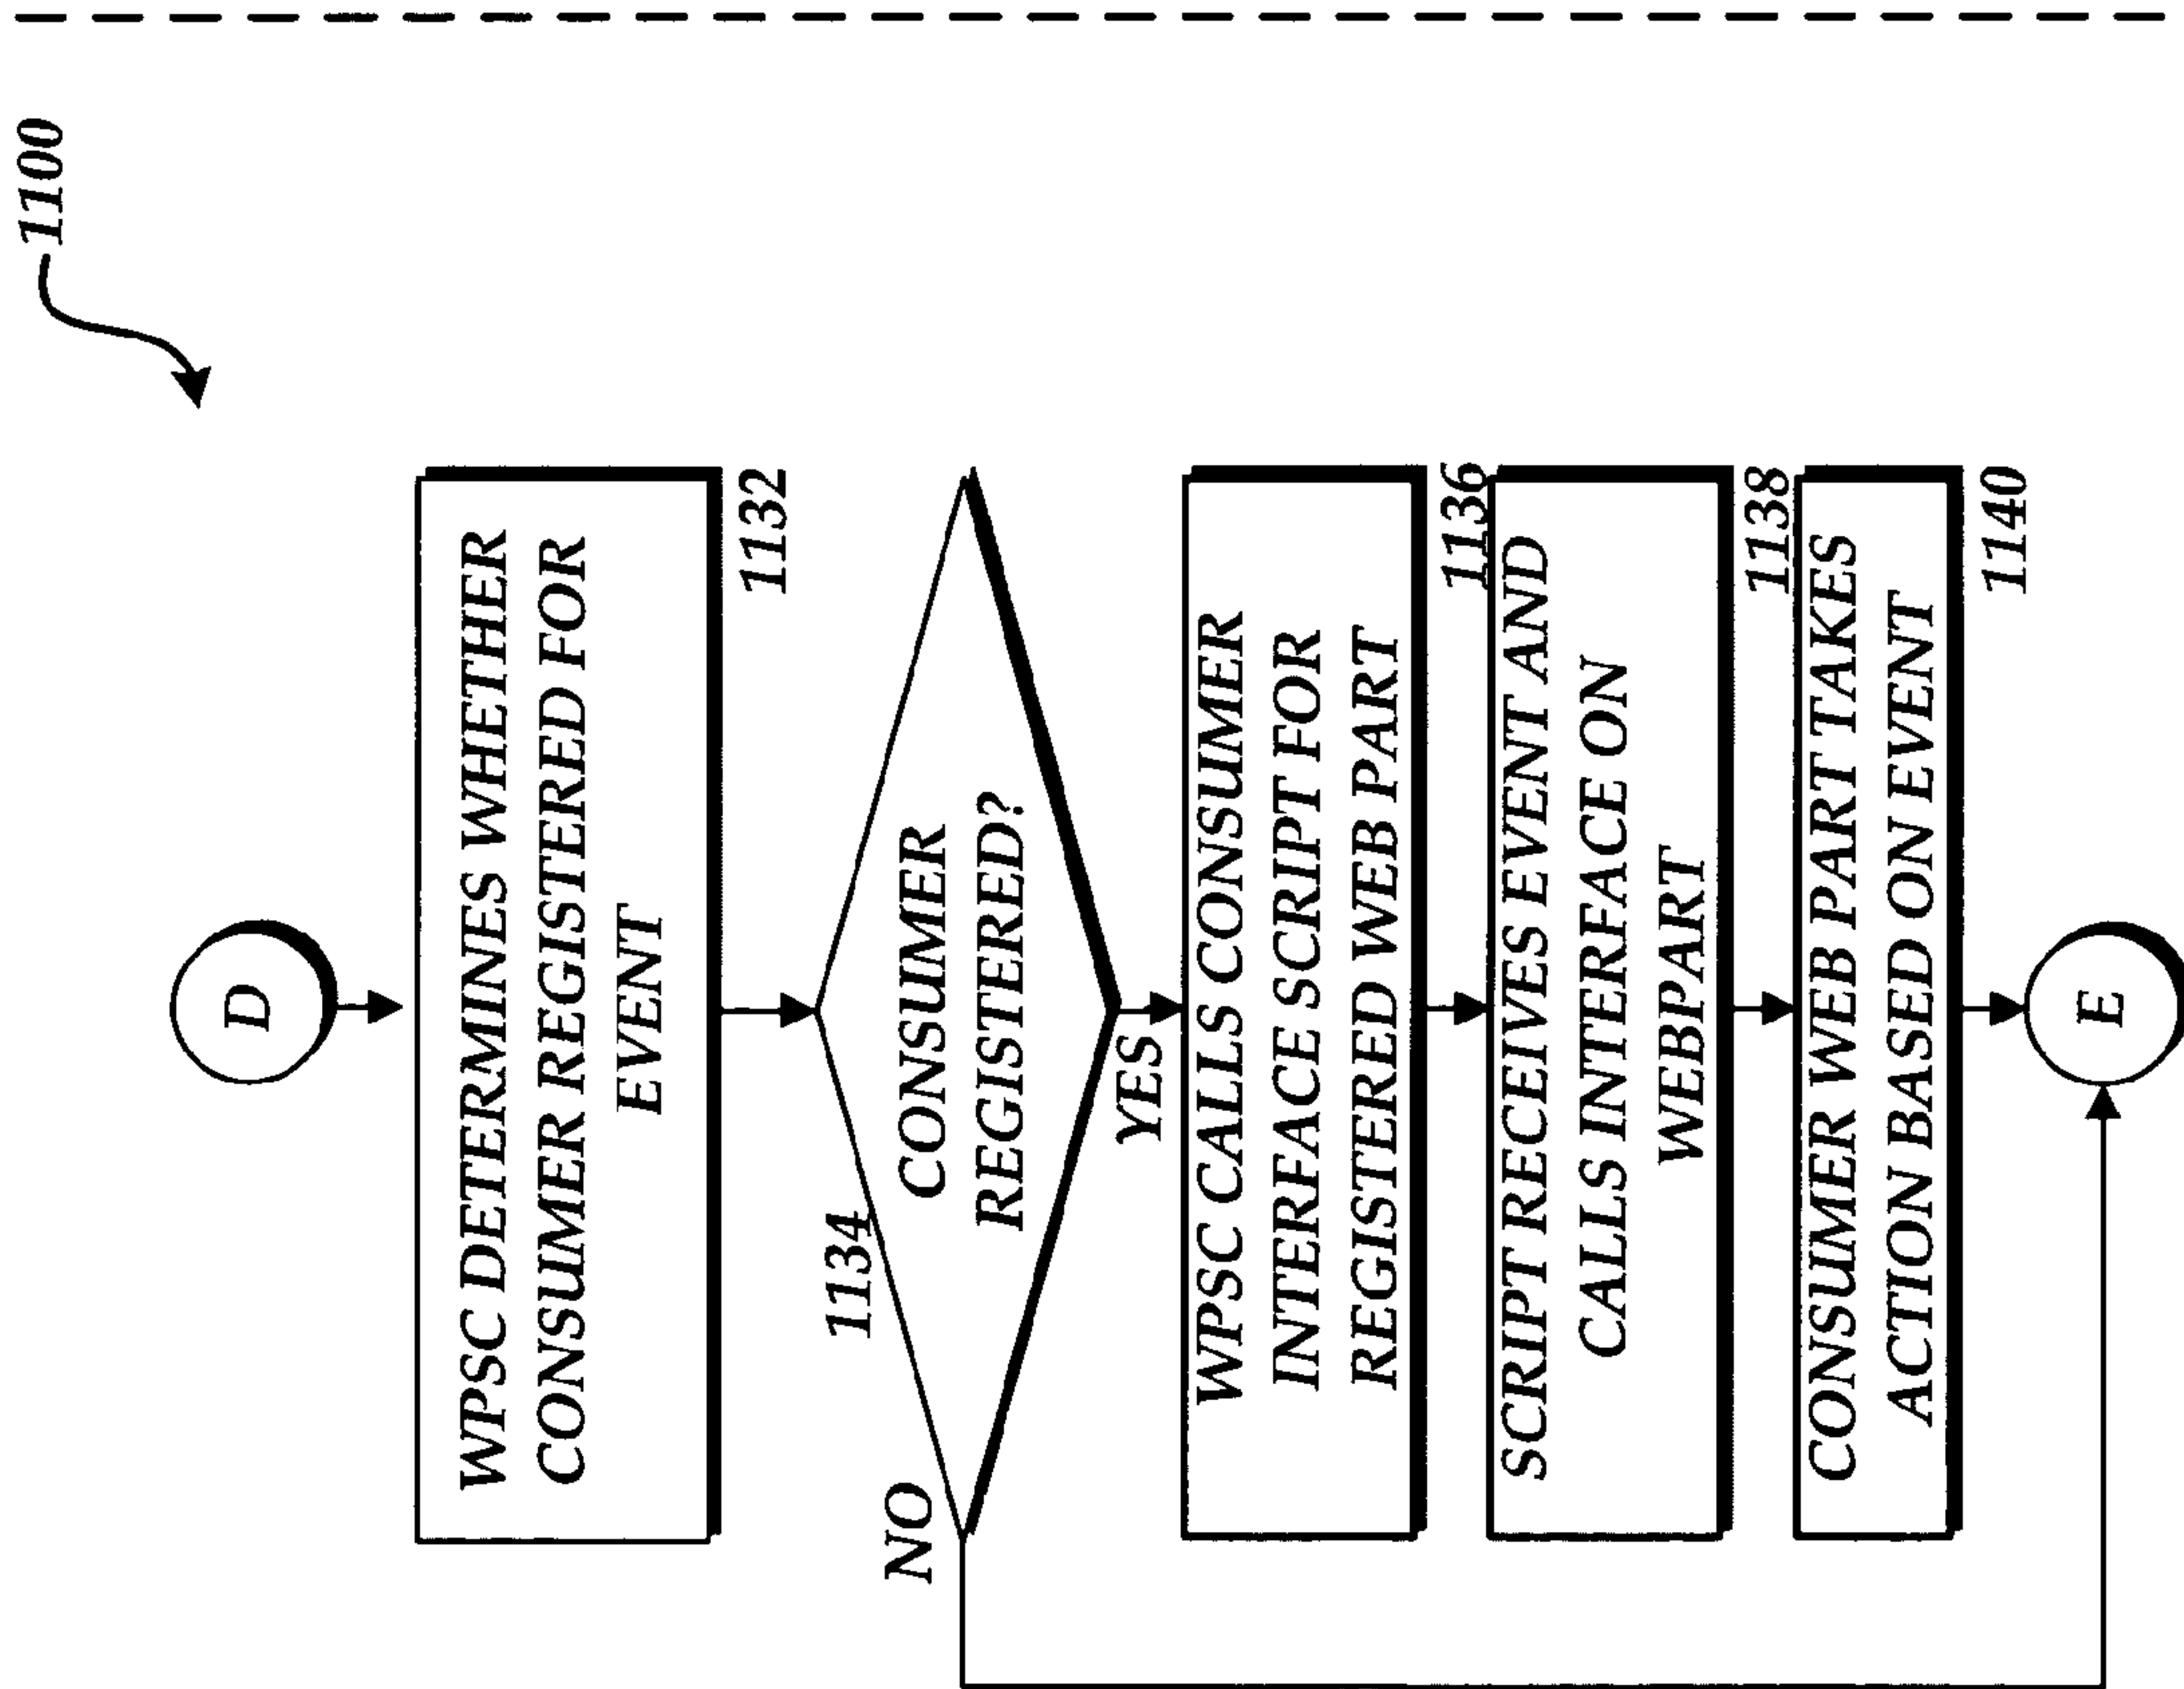 1100
D
WPSC DETERMINES WHETHER
CONSUMER REGISTERED FOR
EVENT
1132
1134
CONSUMER
REGISTERED?
NO
YES
WPSC CALLS CONSUMER
INTERFACE SCRIPT FOR
REGISTERED WEB PART
1136
SCRIPT RECEIVES EVENT AND
CALLS INTERFACE ON
WEBPART
1138
CONSUMER WEB PART TAKES
ACTION BASED ON EVENT
1140
E